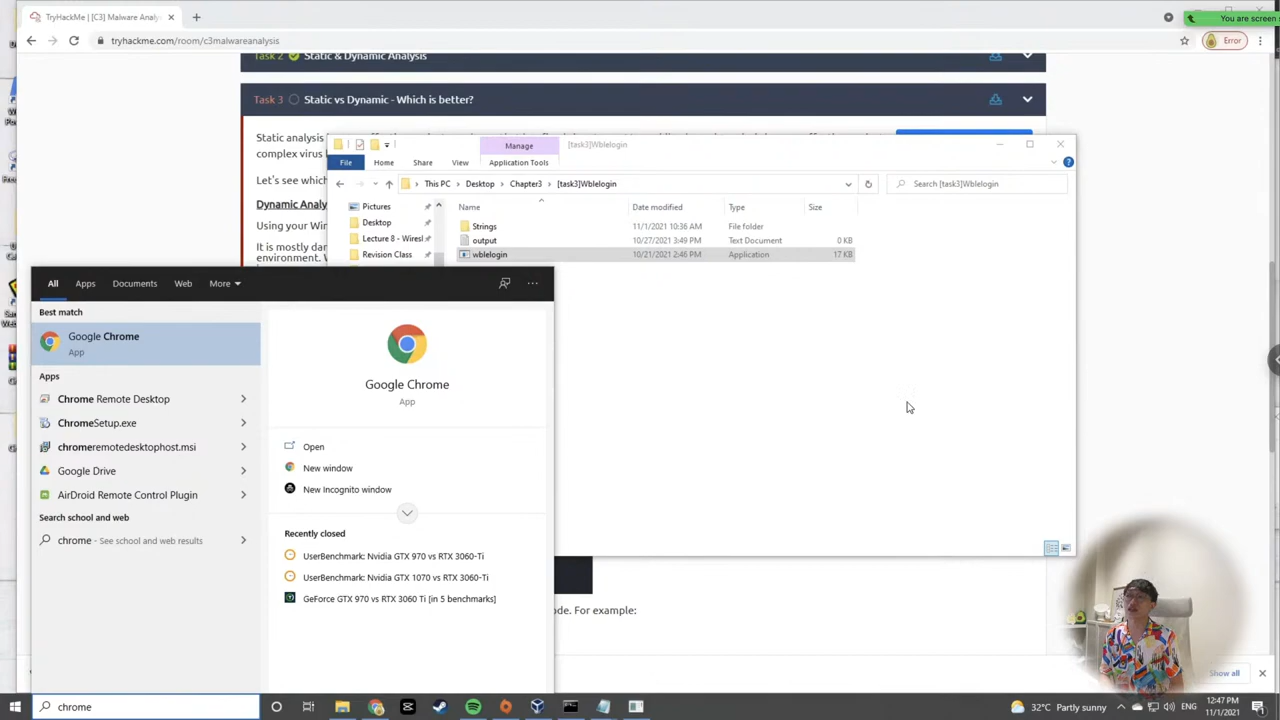 TryHackMe | [C3] Malware Analy
You are screen s
tryhackme.com/room/c3malwareanalysis
Error
Task 2 Static & Dynamic Analysis
Task 3 Static vs Dynamic - Which is better?
Static analysis
complex virus
Let's see which
Dynamic Analy
Using your Win
It is mostly dar
environment. W
Manage
[task3]Wblelogin
File Home Share View Application Tools
This PC Desktop Chapter3 [task3]Wblelogin
Search [task3]Wblelogin
Pictures
Desktop
Lecture 8 - Wiresl
Revision Class
Name Date modified Type Size
Strings 11/1/2021 10:36 AM File folder
output 10/27/2021 3:49 PM Text Document 0 KB
wblelogin 10/21/2021 2:46 PM Application 17 KB
All Apps Documents Web More
Best match
Google Chrome
App
Apps
Chrome Remote Desktop
ChromeSetup.exe
chromeremotedesktophost.msi
Google Drive
AirDroid Remote Control Plugin
Search school and web
chrome - See school and web results
Google Chrome
App
Open
New window
New Incognito window
Recently closed
UserBenchmark: Nvidia GTX 970 vs RTX 3060-Ti
UserBenchmark: Nvidia GTX 1070 vs RTX 3060-Ti
GeForce GTX 970 vs RTX 3060 Ti [in 5 benchmarks]
ode. For example:
Show all
chrome
32°C Partly sunny
ENG
12:47 PM
11/1/2021